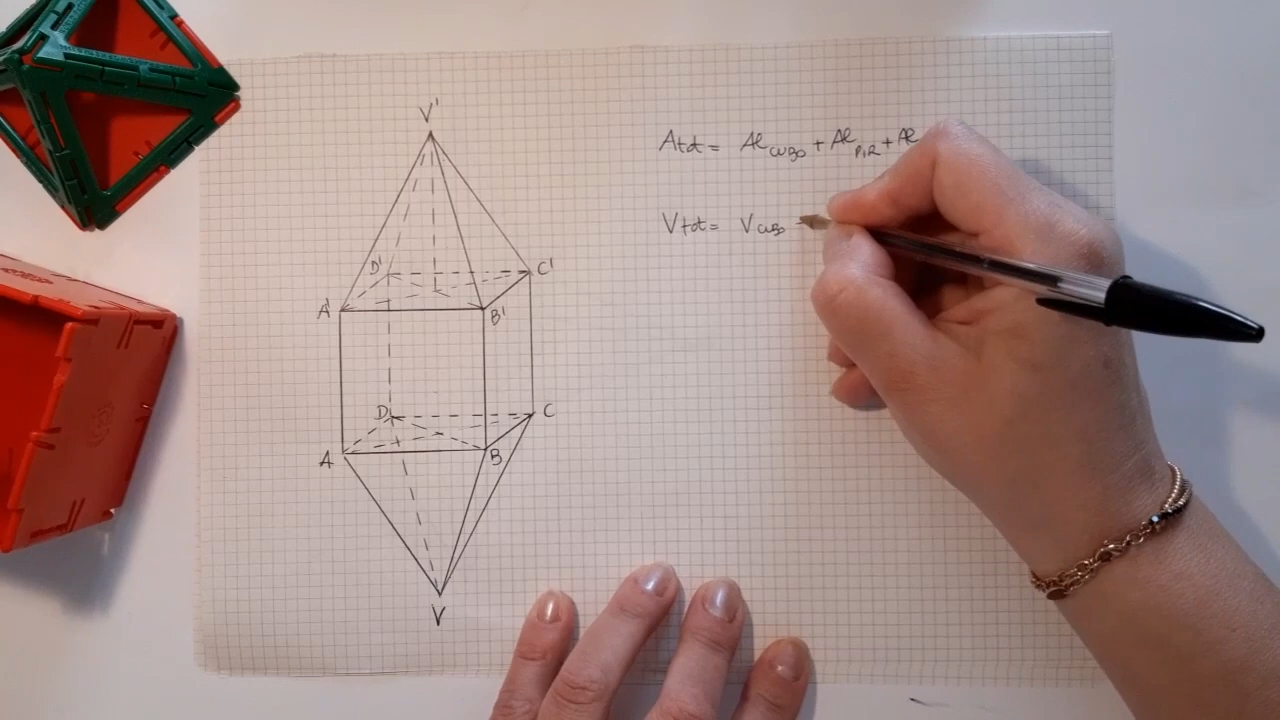 V'
Atot = Al cubo + Al PIR + Al
Vtot = V cubo
D' C'
A' B'
D C
A B
V